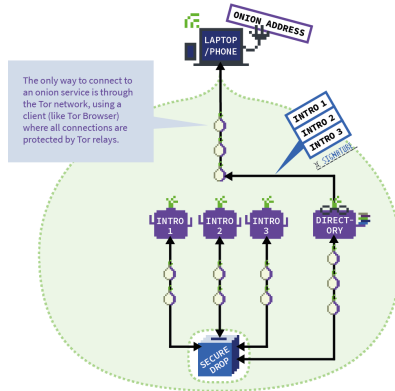 ONION ADDRESS
LAPTOP
/PHONE
The only way to connect to
an onion service is through
the Tor network, using a
client (like Tor Browser)
where all connections are
protected by Tor relays.
INTRO 1
INTRO 2
INTRO 3
SIGNATURE
INTRO
1
INTRO
2
INTRO
3
DIRECT-
ORY
SECURE
DROP